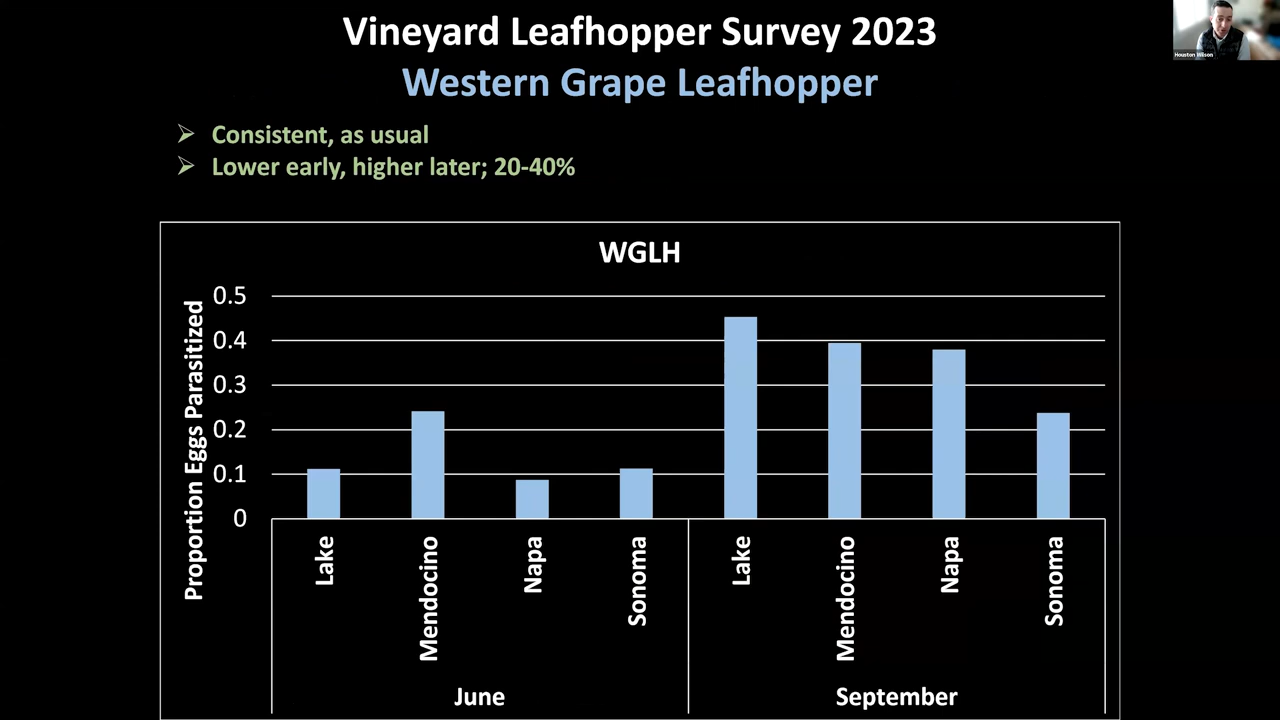 Vineyard Leafhopper Survey 2023
Western Grape Leafhopper
Houston Wilson
➢ Consistent, as usual
➢ Lower early, higher later; 20-40%
WGLH
Proportion Eggs Parasitized
0.5
0.4
0.3
0.2
0.1
0
Lake
Mendocino
Napa
Sonoma
Lake
Mendocino
Napa
Sonoma
June
September